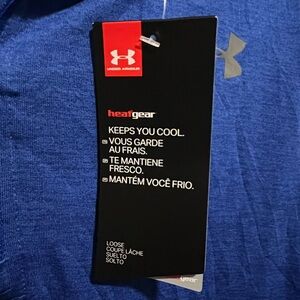 UNDER ARMOUR
heatgear
KEEPS YOU COOL.
VOUS GARDE
AU FRAIS.
TE MANTIENE
FRESCO.
MANTÉM VOCÊ FRIO.
LOOSE
COUPE LÂCHE
SUELTO
SOLTO
gear